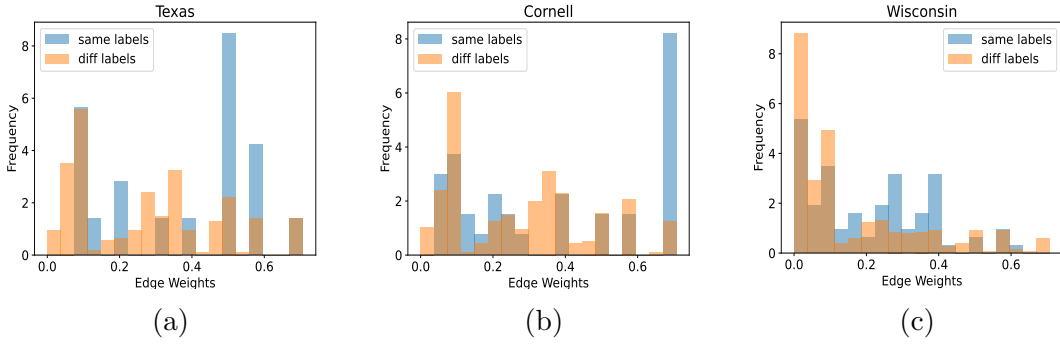 Texas
same labels
diff labels
Frequency
8
6
4
2
0
0.0 0.2 0.4 0.6
Edge Weights
(a)
Cornell
same labels
diff labels
Frequency
8
6
4
2
0
0.0 0.2 0.4 0.6
Edge Weights
(b)
Wisconsin
same labels
diff labels
Frequency
8
6
4
2
0
0.0 0.2 0.4 0.6
Edge Weights
(c)